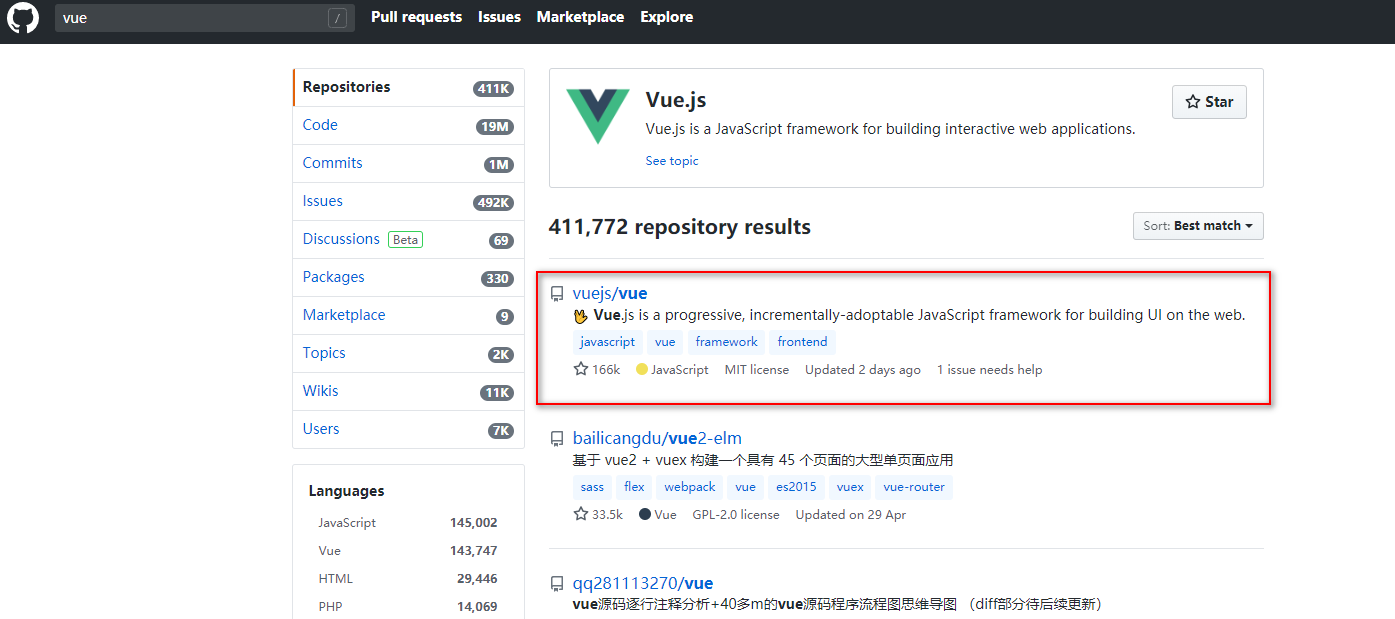 vue /
Pull requests Issues Marketplace Explore
Repositories 411K
Code 19M
Commits 1M
Issues 492K
Discussions Beta 69
Packages 330
Marketplace 9
Topics 2K
Wikis 11K
Users 7K
Languages
JavaScript 145,002
Vue 143,747
HTML 29,446
PHP 14,069
Vue.js
Star
Vue.js is a JavaScript framework for building interactive web applications.
See topic
411,772 repository results
Sort: Best match
vuejs/vue
Vue.js is a progressive, incrementally-adoptable JavaScript framework for building UI on the web.
javascript vue framework frontend
166k JavaScript MIT license Updated 2 days ago 1 issue needs help
bailicangdu/vue2-elm
基于 vue2 + vuex 构建一个具有 45 个页面的大型单页面应用
sass flex webpack vue es2015 vuex vue-router
33.5k Vue GPL-2.0 license Updated on 29 Apr
qq281113270/vue
vue源码逐行注释分析+40多m的vue源码程序流程图思维导图 （diff部分待后续更新）